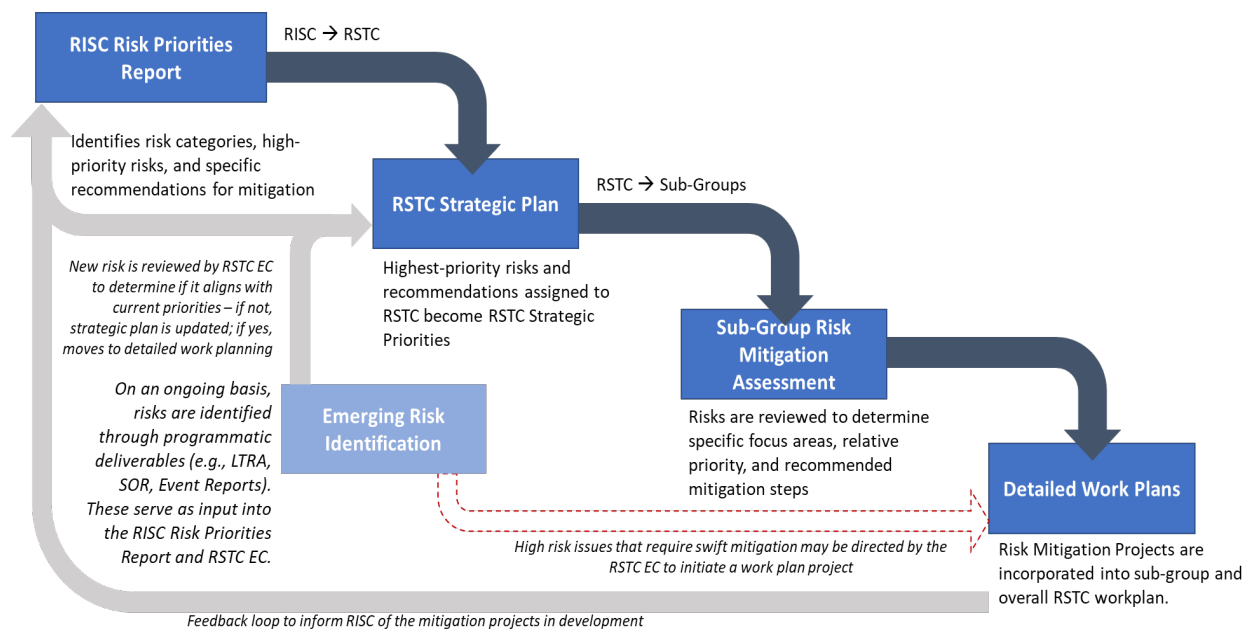 RISC Risk Priorities
Report
RISC → RSTC
Identifies risk categories, high-
priority risks, and specific
recommendations for mitigation
RSTC Strategic Plan
RSTC → Sub-Groups
Highest-priority risks and
recommendations assigned to
RSTC become RSTC Strategic
Priorities
New risk is reviewed by RSTC EC
to determine if it aligns with
current priorities – if not,
strategic plan is updated; if yes,
moves to detailed work planning
Sub-Group Risk
Mitigation
Assessment
Risks are reviewed to determine
specific focus areas, relative
priority, and recommended
mitigation steps
On an ongoing basis,
risks are identified
through programmatic
deliverables (e.g., LTRA,
SOR, Event Reports).
These serve as input into
the RISC Risk Priorities
Report and RSTC EC.
Emerging Risk
Identification
Detailed Work Plans
High risk issues that require swift mitigation may be directed by the
RSTC EC to initiate a work plan project
Risk Mitigation Projects are
incorporated into sub-group and
overall RSTC workplan.
Feedback loop to inform RISC of the mitigation projects in development